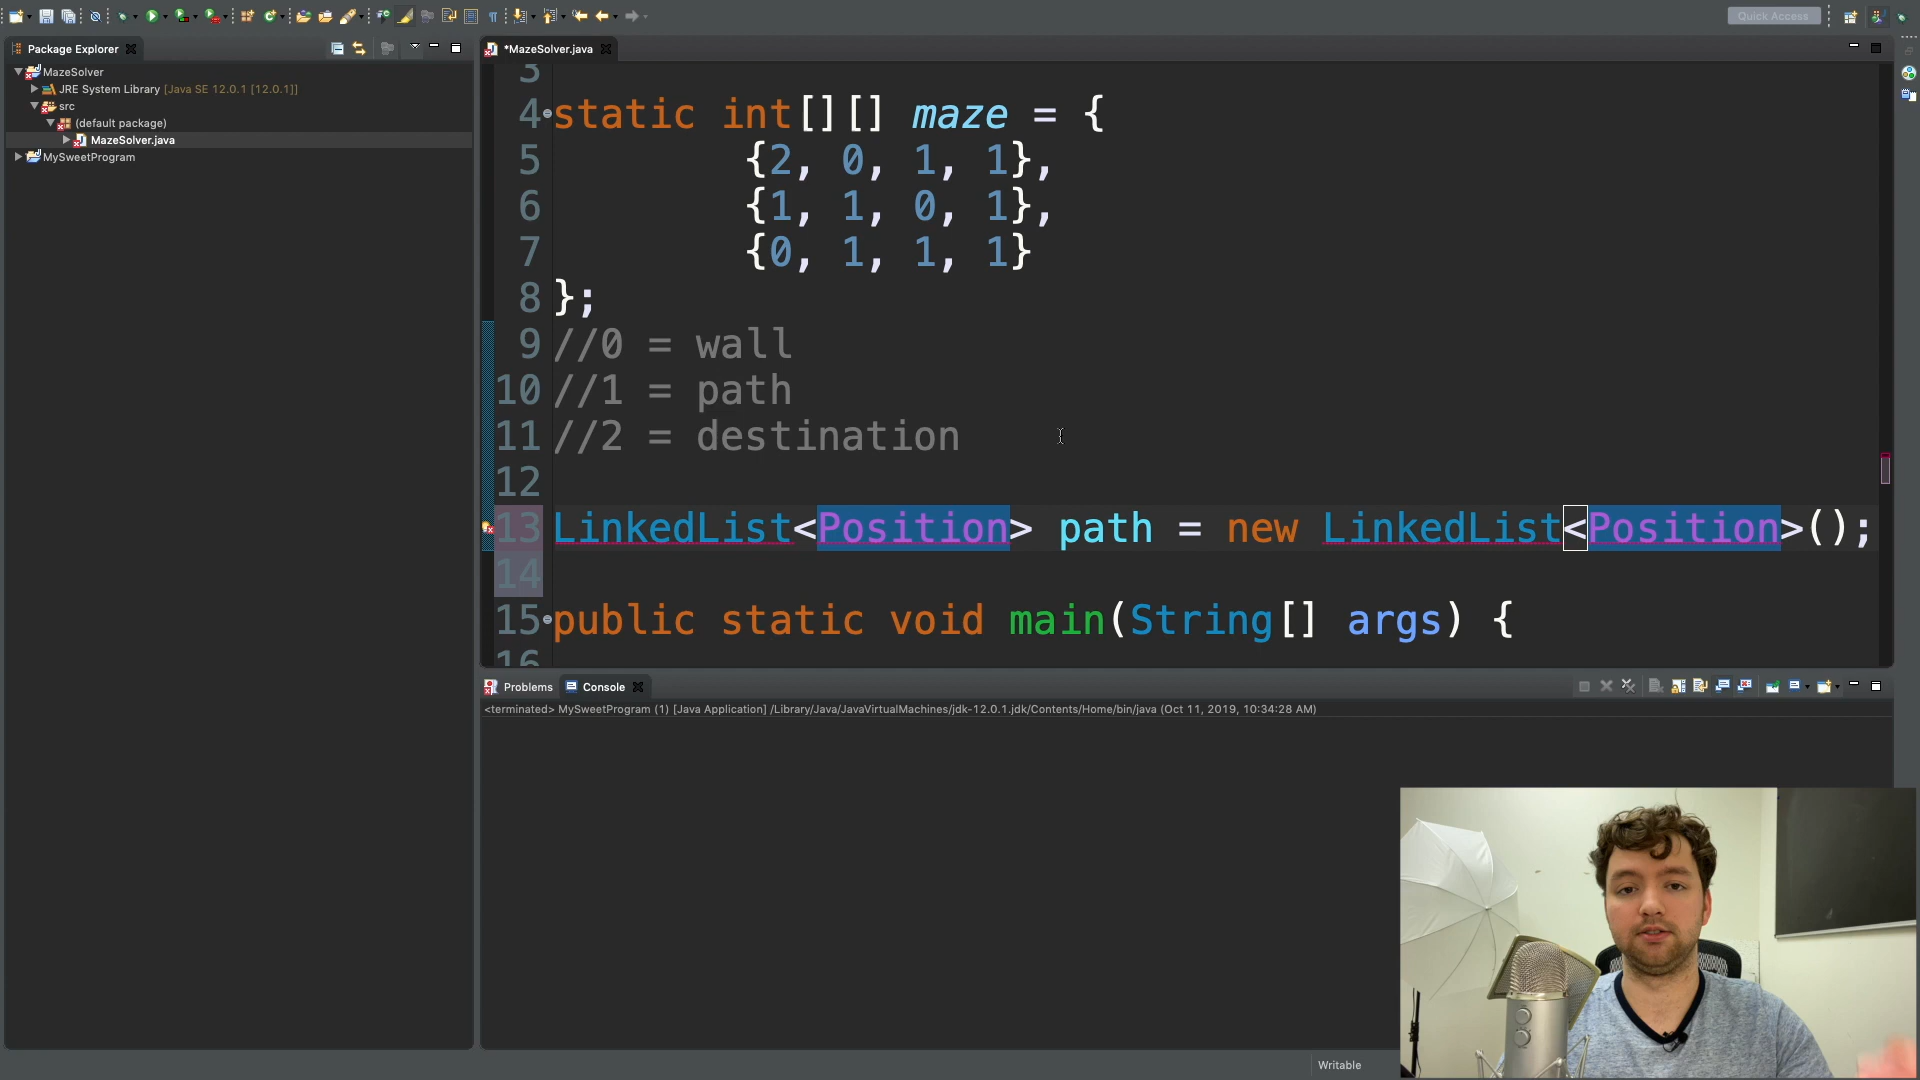 Quick Access
Package Explorer
MazeSolver
JRE System Library [Java SE 12.0.1 [12.0.1]]
src
(default package)
MazeSolver.java
MySweetProgram
*MazeSolver.java
3
4 static int[][] maze = {
5 {2, 0, 1, 1},
6 {1, 1, 0, 1},
7 {0, 1, 1, 1}
8 };
9 //0 = wall
10 //1 = path
11 //2 = destination
12
13 LinkedList<Position> path = new LinkedList<Position>();
14
15 public static void main(String[] args) {
16
Problems
Console
<terminated> MySweetProgram (1) [Java Application] /Library/Java/JavaVirtualMachines/jdk-12.0.1.jdk/Contents/Home/bin/java (Oct 11, 2019, 10:34:28 AM)
Writable